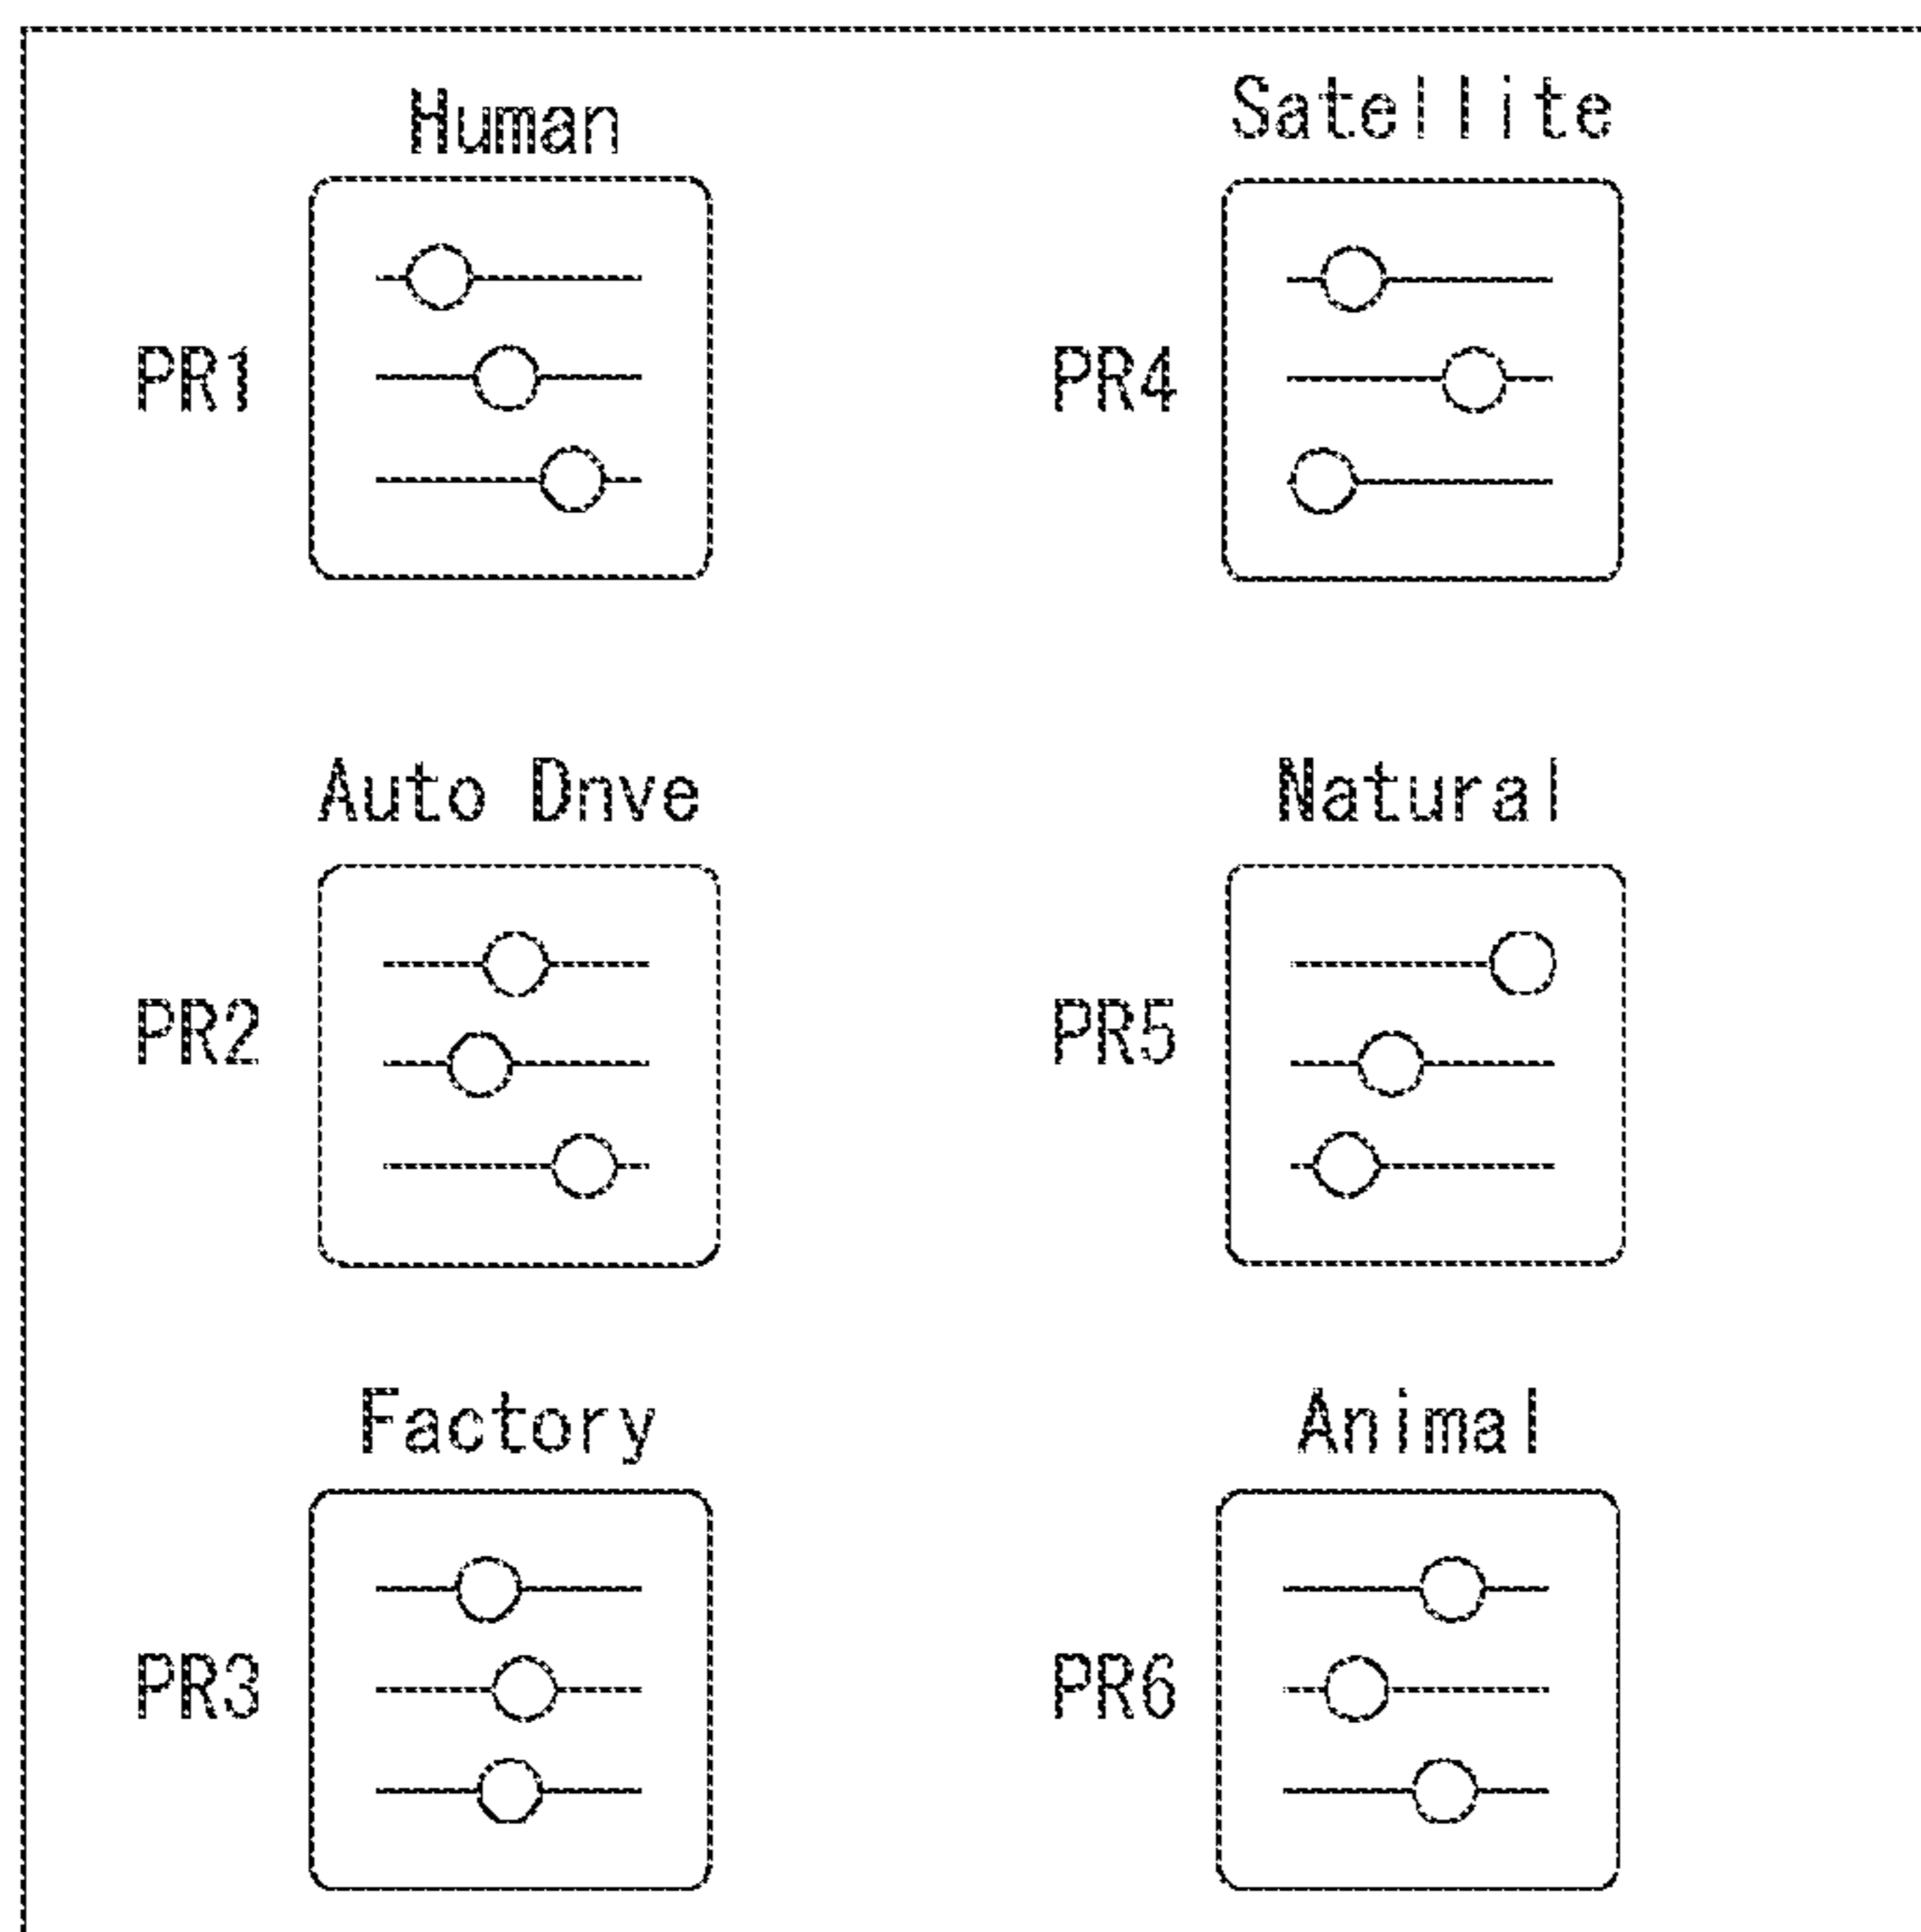 Human
PR1
Satellite
PR4
Auto Dnve
PR2
Natural
PR5
Factory
PR3
Animal
PR6